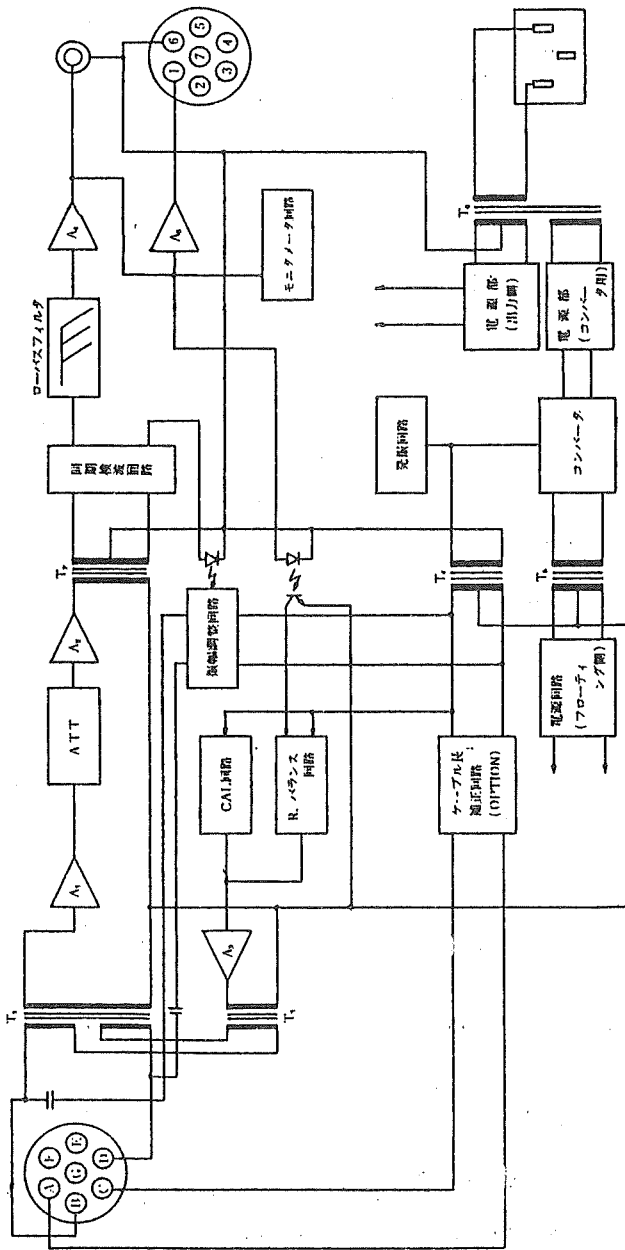 ローパスフィルタ
A₁
ATT
A₂
同期検波回路
振幅調整回路
モニタメータ回路
A₃
CAL回路
R.バランス
回路
A
B
C
D
E
F
G
1
2
3
4
5
6
7
ケーブル長
補正回路
(OPTION)
発振回路
電源部
(出力側)
電源回路
(フローティ
ング側)
コンバータ
電源部
(コンバー
タ用)